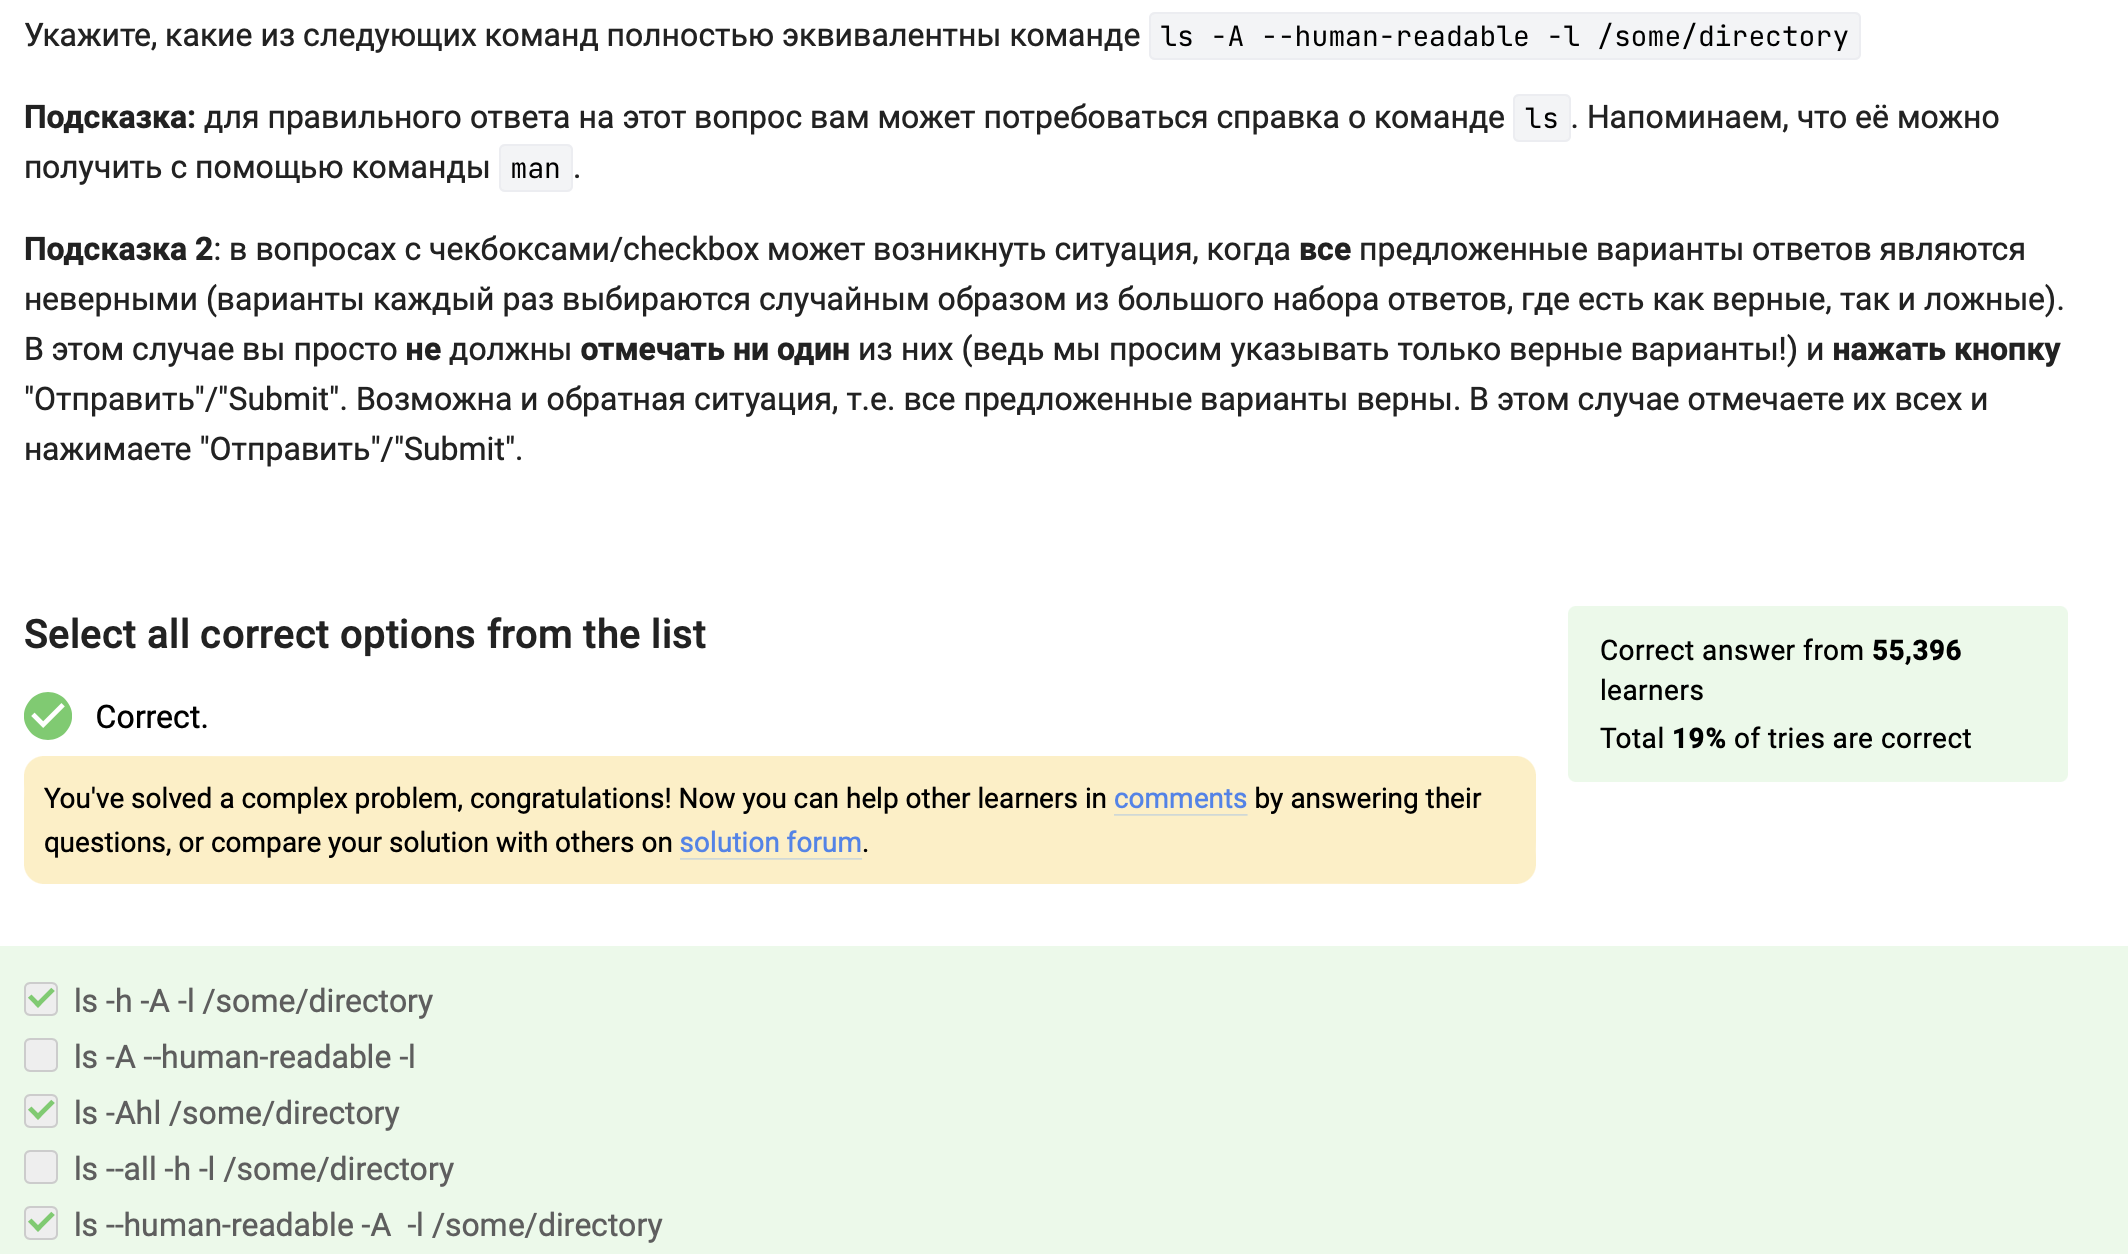 Укажите, какие из следующих команд полностью эквивалентны команде ls -A --human-readable -l /some/directory
Подсказка: для правильного ответа на этот вопрос вам может потребоваться справка о команде ls. Напоминаем, что её можно
получить с помощью команды man.
Подсказка 2: в вопросах с чекбоксами/checkbox может возникнуть ситуация, когда все предложенные варианты ответов являются
неверными (варианты каждый раз выбираются случайным образом из большого набора ответов, где есть как верные, так и ложные).
В этом случае вы просто не должны отмечать ни один из них (ведь мы просим указывать только верные варианты!) и нажать кнопку
"Отправить"/"Submit". Возможна и обратная ситуация, т.е. все предложенные варианты верны. В этом случае отмечаете их всех и
нажимаете "Отправить"/"Submit".
Select all correct options from the list
Correct.
You've solved a complex problem, congratulations! Now you can help other learners in comments by answering their
questions, or compare your solution with others on solution forum.
Correct answer from 55,396
learners
Total 19% of tries are correct
ls -h -A -l /some/directory
ls -A --human-readable -l
ls -Ahl /some/directory
ls --all -h -l /some/directory
ls --human-readable -A  -l /some/directory